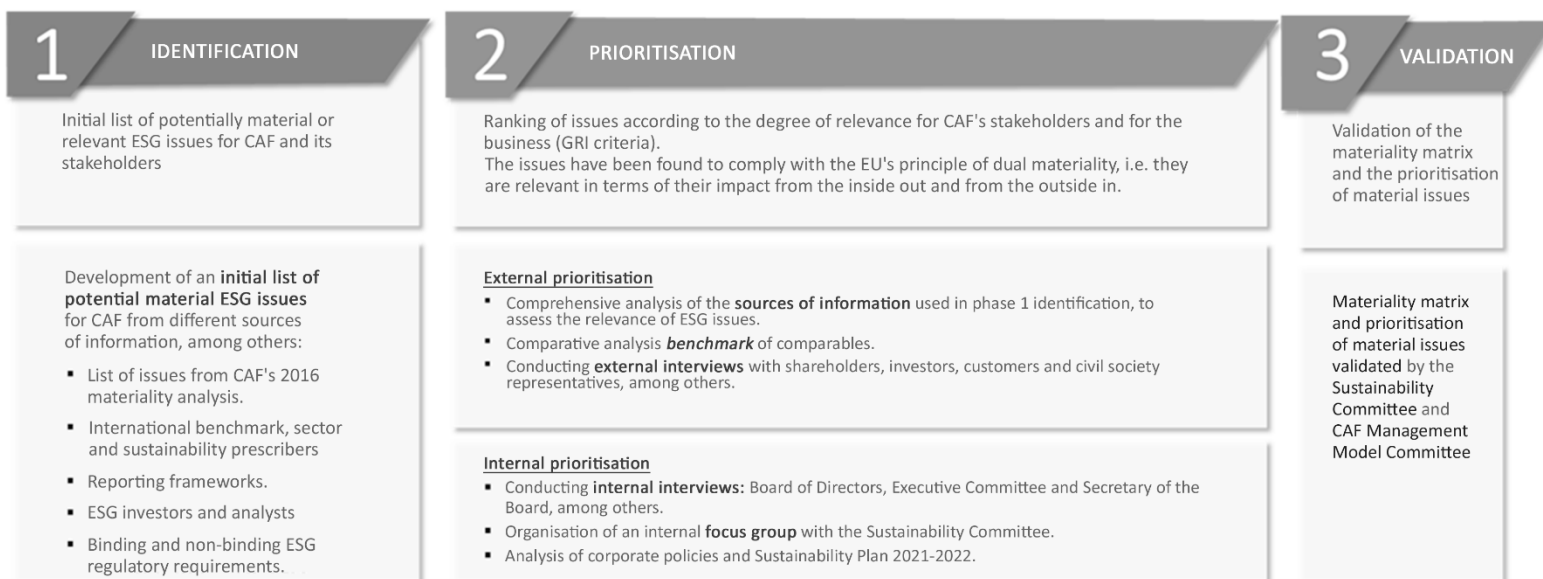 1 IDENTIFICATION
Initial list of potentially material or
relevant ESG issues for CAF and its
stakeholders
Development of an initial list of
potential material ESG issues
for CAF from different sources
of information, among others:
▪ List of issues from CAF's 2016
materiality analysis.
▪ International benchmark, sector
and sustainability prescribers
▪ Reporting frameworks.
▪ ESG investors and analysts
▪ Binding and non-binding ESG
regulatory requirements.
2 PRIORITISATION
Ranking of issues according to the degree of relevance for CAF's stakeholders and for the
business (GRI criteria).
The issues have been found to comply with the EU's principle of dual materiality, i.e. they
are relevant in terms of their impact from the inside out and from the outside in.
External prioritisation
▪ Comprehensive analysis of the sources of information used in phase 1 identification, to
assess the relevance of ESG issues.
▪ Comparative analysis benchmark of comparables.
▪ Conducting external interviews with shareholders, investors, customers and civil society
representatives, among others.
Internal prioritisation
▪ Conducting internal interviews: Board of Directors, Executive Committee and Secretary of the
Board, among others.
▪ Organisation of an internal focus group with the Sustainability Committee.
▪ Analysis of corporate policies and Sustainability Plan 2021-2022.
3 VALIDATION
Validation of the
materiality matrix
and the prioritisation
of material issues
Materiality matrix
and prioritisation
of material issues
validated by the
Sustainability
Committee and
CAF Management
Model Committee